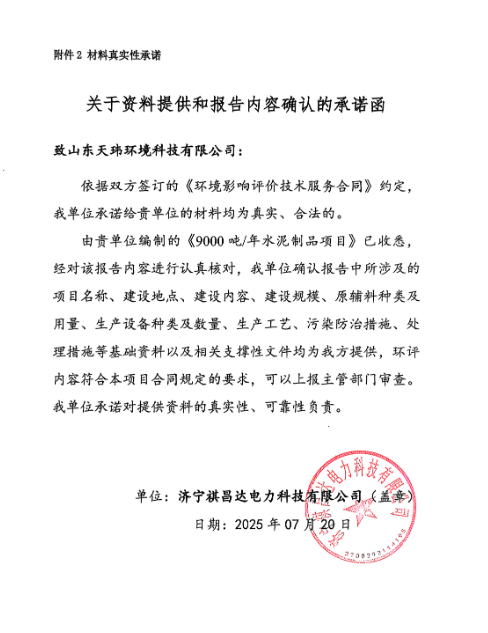 附件2 材料真实性承诺
关于资料提供和报告内容确认的承诺函
致山东天玮环境科技有限公司：
依据双方签订的《环境影响评价技术服务合同》约定，
我单位承诺给贵单位的材料均为真实、合法的。
由贵单位编制的《9000吨/年水泥制品项目》已收悉，
经对该报告内容进行认真核对，我单位确认报告中所涉及的
项目名称、建设地点、建设内容、建设规模、原辅料种类及
用量、生产设备种类及数量、生产工艺、污染防治措施、处
理措施等基础资料以及相关支撑性文件均为我方提供，环评
内容符合本项目合同规定的要求，可以上报主管部门审查。
我单位承诺对提供资料的真实性、可靠性负责。
单位：济宁祺昌达电力科技有限公司（盖章）
日期：2025年07月20日
济宁祺昌达电力科技有限公司